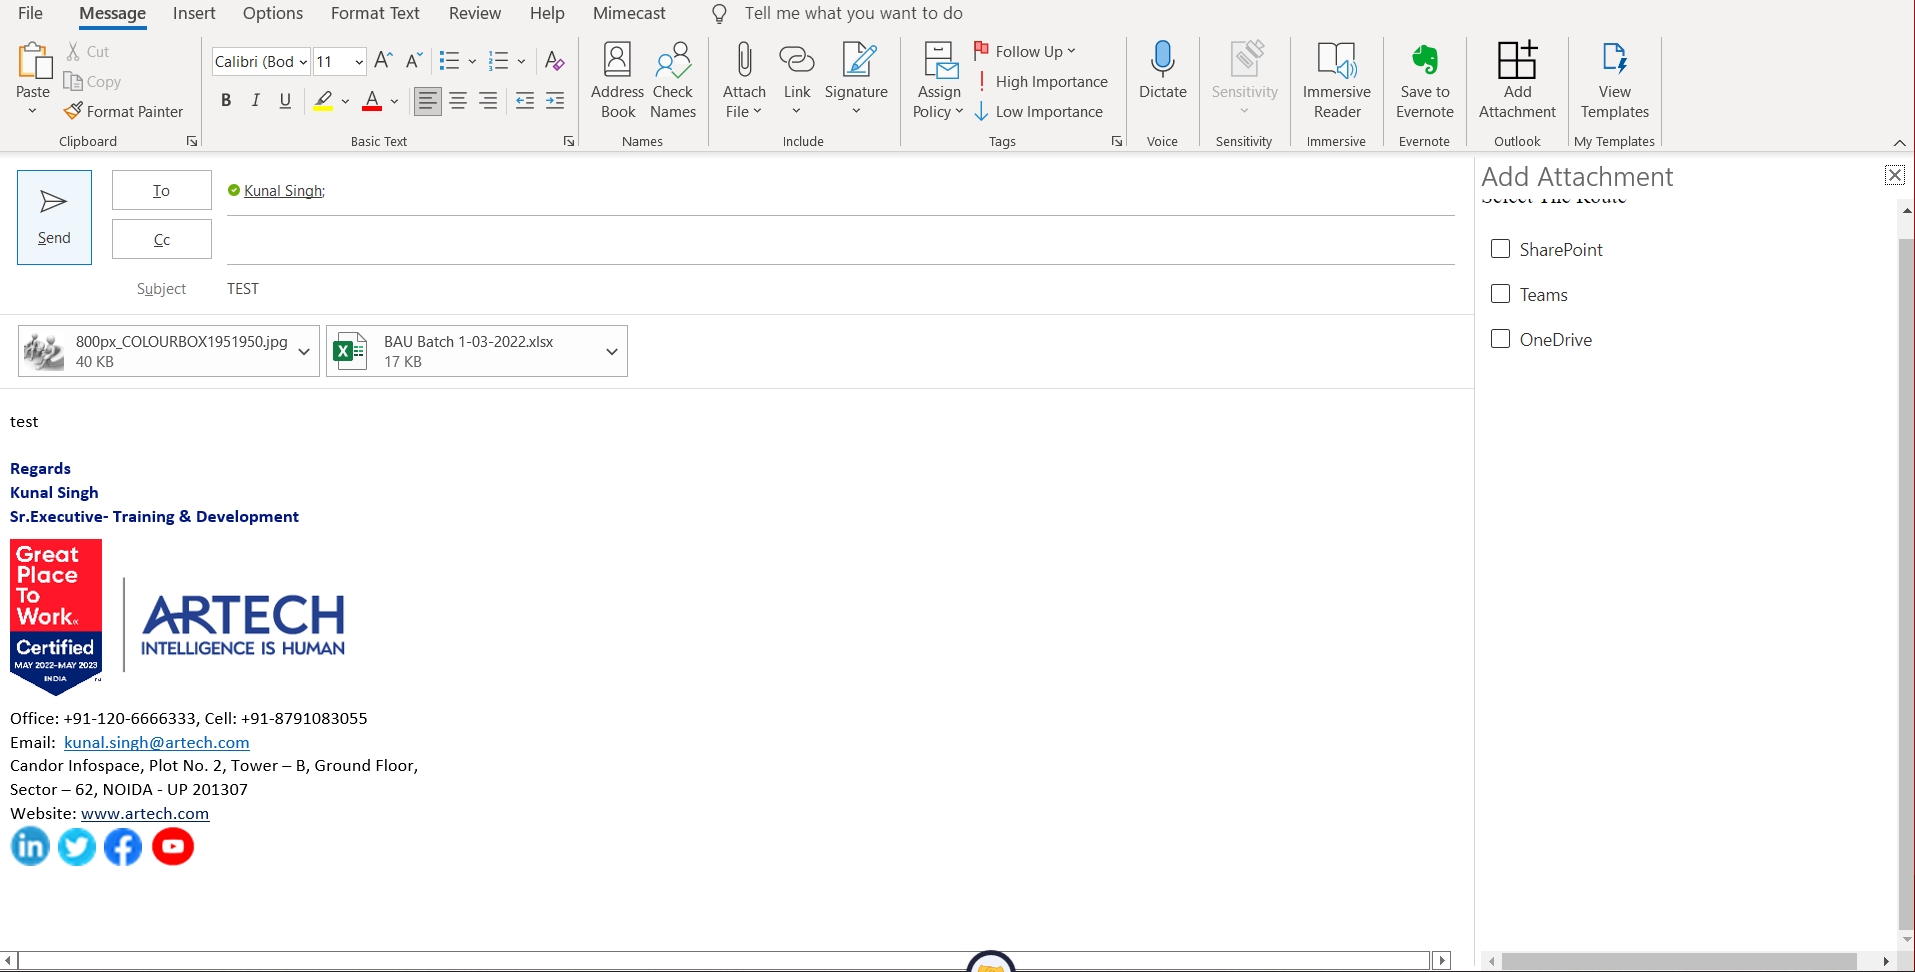 File Message Insert Options Format Text Review Help Mimecast Tell me what you want to do
Paste
Cut
Copy
Format Painter
Clipboard
Calibri (Bod 11
B I U
Basic Text
Address Book
Check Names
Names
Attach File
Link
Signature
Include
Assign Policy
Follow Up
High Importance
Low Importance
Tags
Dictate
Voice
Sensitivity
Sensitivity
Immersive Reader
Immersive
Save to Evernote
Evernote
Add Attachment
Outlook
View Templates
My Templates
Send
To
Kunal Singh;
Cc
Subject
TEST
800px_COLOURBOX1951950.jpg
40 KB
BAU Batch 1-03-2022.xlsx
17 KB
test
Regards
Kunal Singh
Sr.Executive- Training & Development
Great
Place
To
Work.
Certified
MAY 2022-MAY 2023
INDIA
ARTECH
INTELLIGENCE IS HUMAN
Office: +91-120-6666333, Cell: +91-8791083055
Email: kunal.singh@artech.com
Candor Infospace, Plot No. 2, Tower – B, Ground Floor,
Sector – 62, NOIDA - UP 201307
Website: www.artech.com
in
Add Attachment
Select The Route
SharePoint
Teams
OneDrive